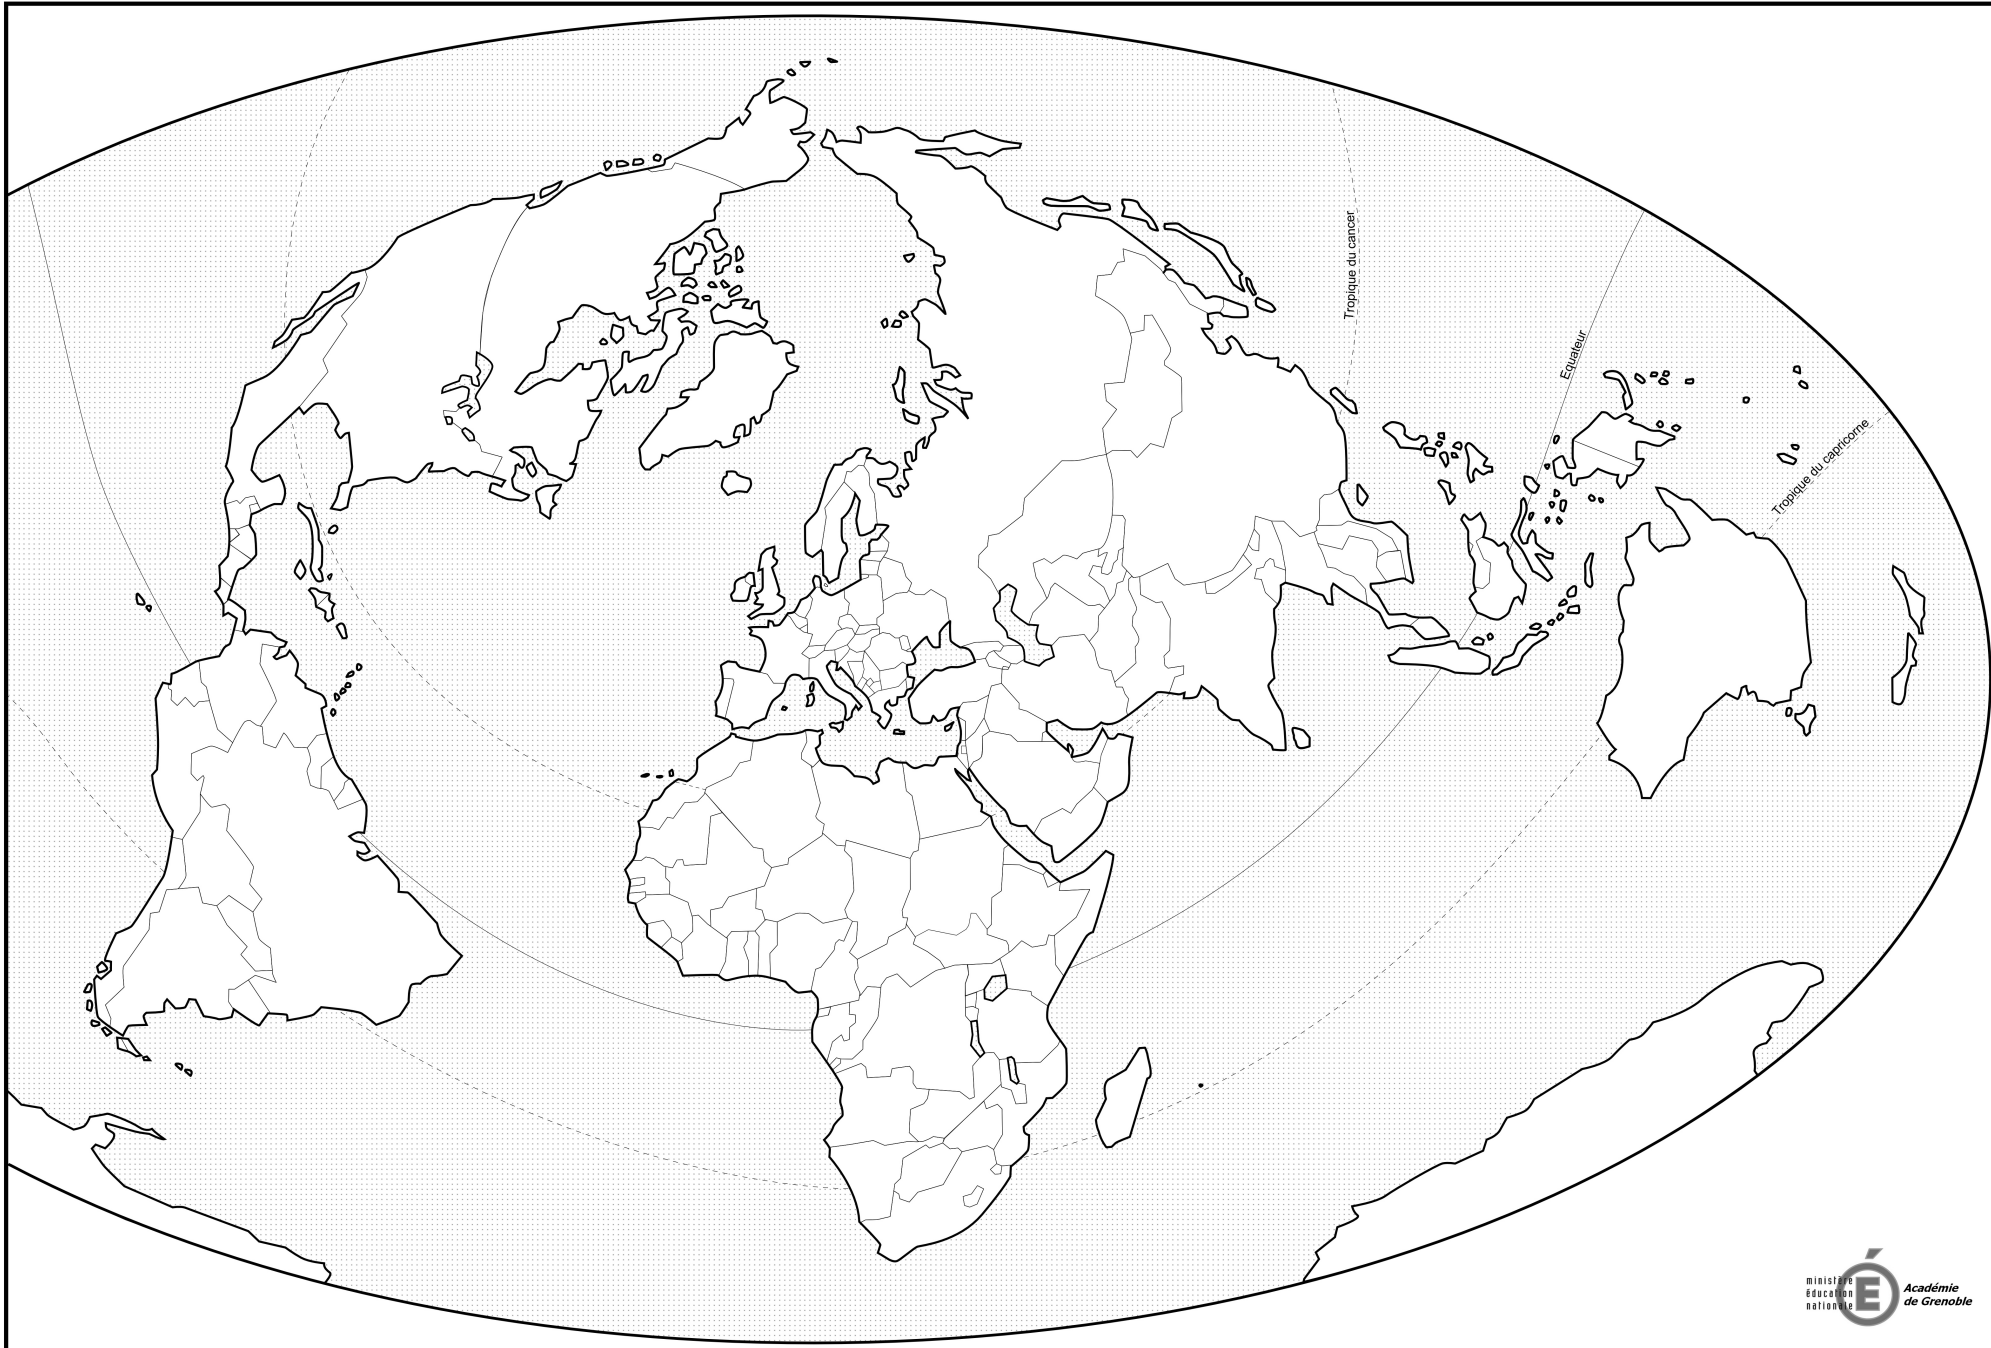 Tropique du cancer
Equateur
Tropique du capricorne
ministère
éducation
nationale
É
Académie
de Grenoble